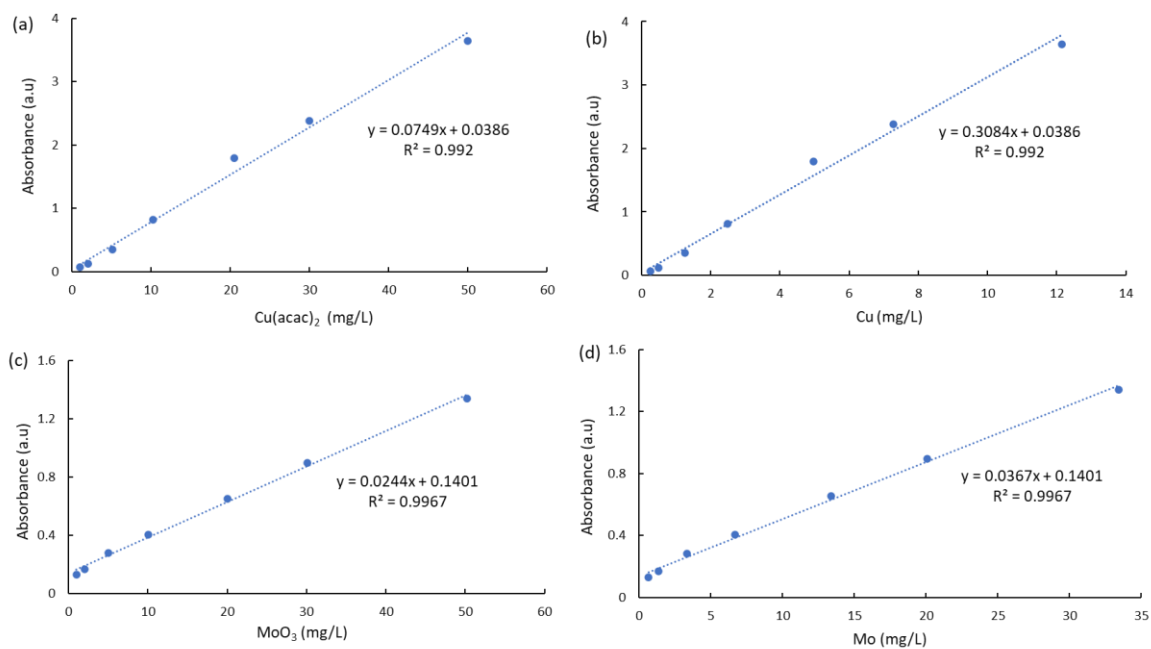 (a)
4
3
2
1
0
Absorbance (a.u)
y = 0.0749x + 0.0386
R² = 0.992
0 10 20 30 40 50 60
Cu(acac)₂ (mg/L)
(b)
4
3
2
1
0
Absorbance (a.u)
y = 0.3084x + 0.0386
R² = 0.992
0 2 4 6 8 10 12 14
Cu (mg/L)
(c)
1.6
1.2
0.8
0.4
0
Absorbance (a.u)
y = 0.0244x + 0.1401
R² = 0.9967
0 10 20 30 40 50 60
MoO₃ (mg/L)
(d)
1.6
1.2
0.8
0.4
0
Absorbance (a.u)
y = 0.0367x + 0.1401
R² = 0.9967
0 5 10 15 20 25 30 35
Mo (mg/L)